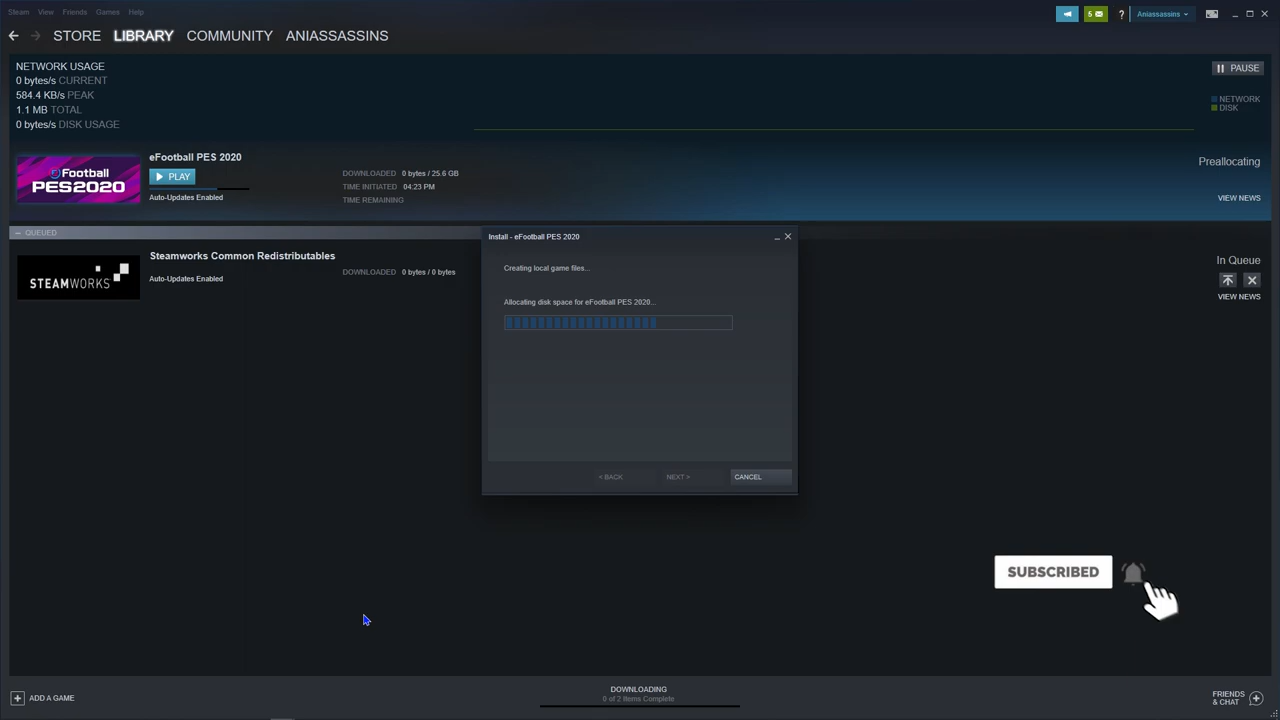 Steam View Friends Games Help
5
?
Aniassassins
STORE LIBRARY COMMUNITY ANIASSASSINS
NETWORK USAGE
0 bytes/s CURRENT
584.4 KB/s PEAK
1.1 MB TOTAL
0 bytes/s DISK USAGE
PAUSE
NETWORK
DISK
eFootball
PES2020
eFootball PES 2020
PLAY
Auto-Updates Enabled
DOWNLOADED 0 bytes / 25.6 GB
TIME INITIATED 04:23 PM
TIME REMAINING
Preallocating
VIEW NEWS
QUEUED
STEAMWORKS
Steamworks Common Redistributables
Auto-Updates Enabled
DOWNLOADED 0 bytes / 0 bytes
In Queue
VIEW NEWS
Install - eFootball PES 2020
Creating local game files...
Allocating disk space for eFootball PES 2020...
< BACK NEXT > CANCEL
SUBSCRIBED
ADD A GAME
DOWNLOADING
0 of 2 Items Complete
FRIENDS
& CHAT